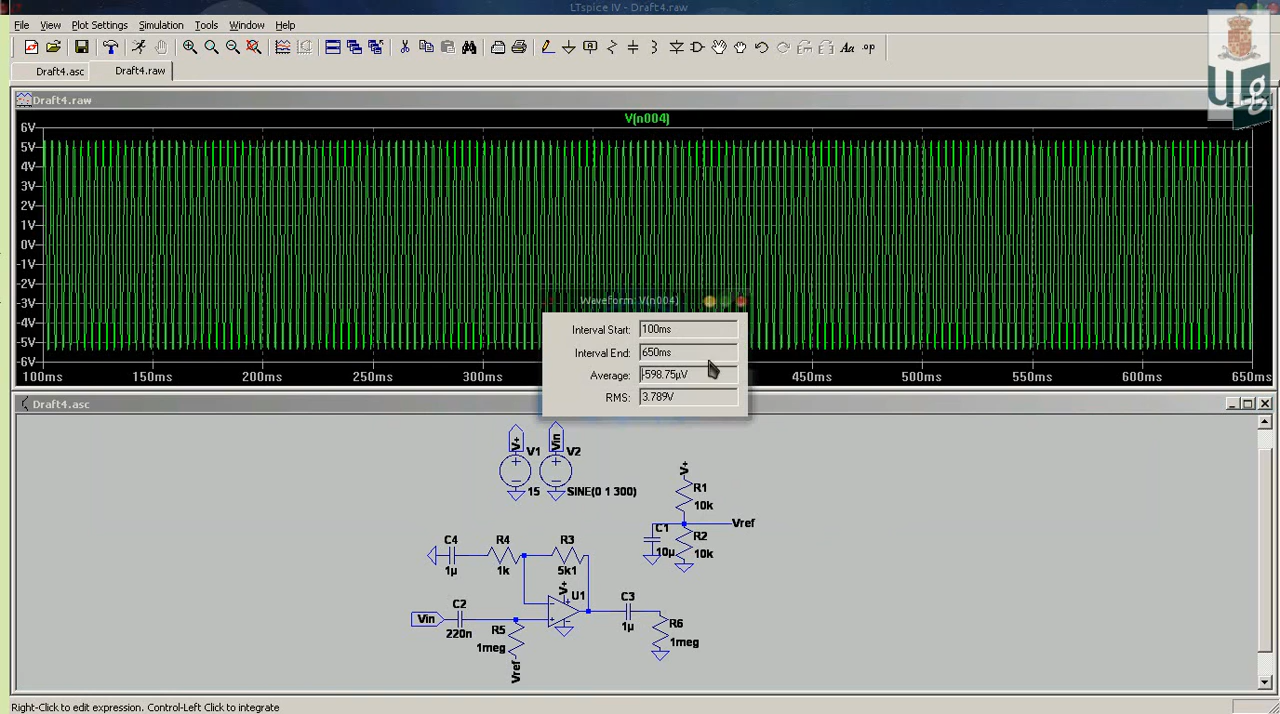 LTspice IV - Draft4.raw
File View Plot Settings Simulation Tools Window Help
Aa .op
Draft4.asc Draft4.raw
Draft4.raw
V(n004)
6V
5V
4V
3V
2V
1V
0V
-1V
-2V
-3V
-4V
-5V
-6V
100ms 150ms 200ms 250ms 300ms 450ms 500ms 550ms 600ms 650ms
Waveform: V(n004)
Interval Start: 100ms
Interval End: 650ms
Average: -598.75µV
RMS: 3.789V
Draft4.asc
V+ Vin
V1 V2
15 SINE(0 1 300)
V+
R1
10k
Vref
C1
10µ
R2
10k
C4 R4 R3
1µ 1k 5k1
V+
U1
Vin C2
220n
R5
1meg
Vref
C3
1µ
R6
1meg
Right-Click to edit expression. Control-Left Click to integrate
Ug